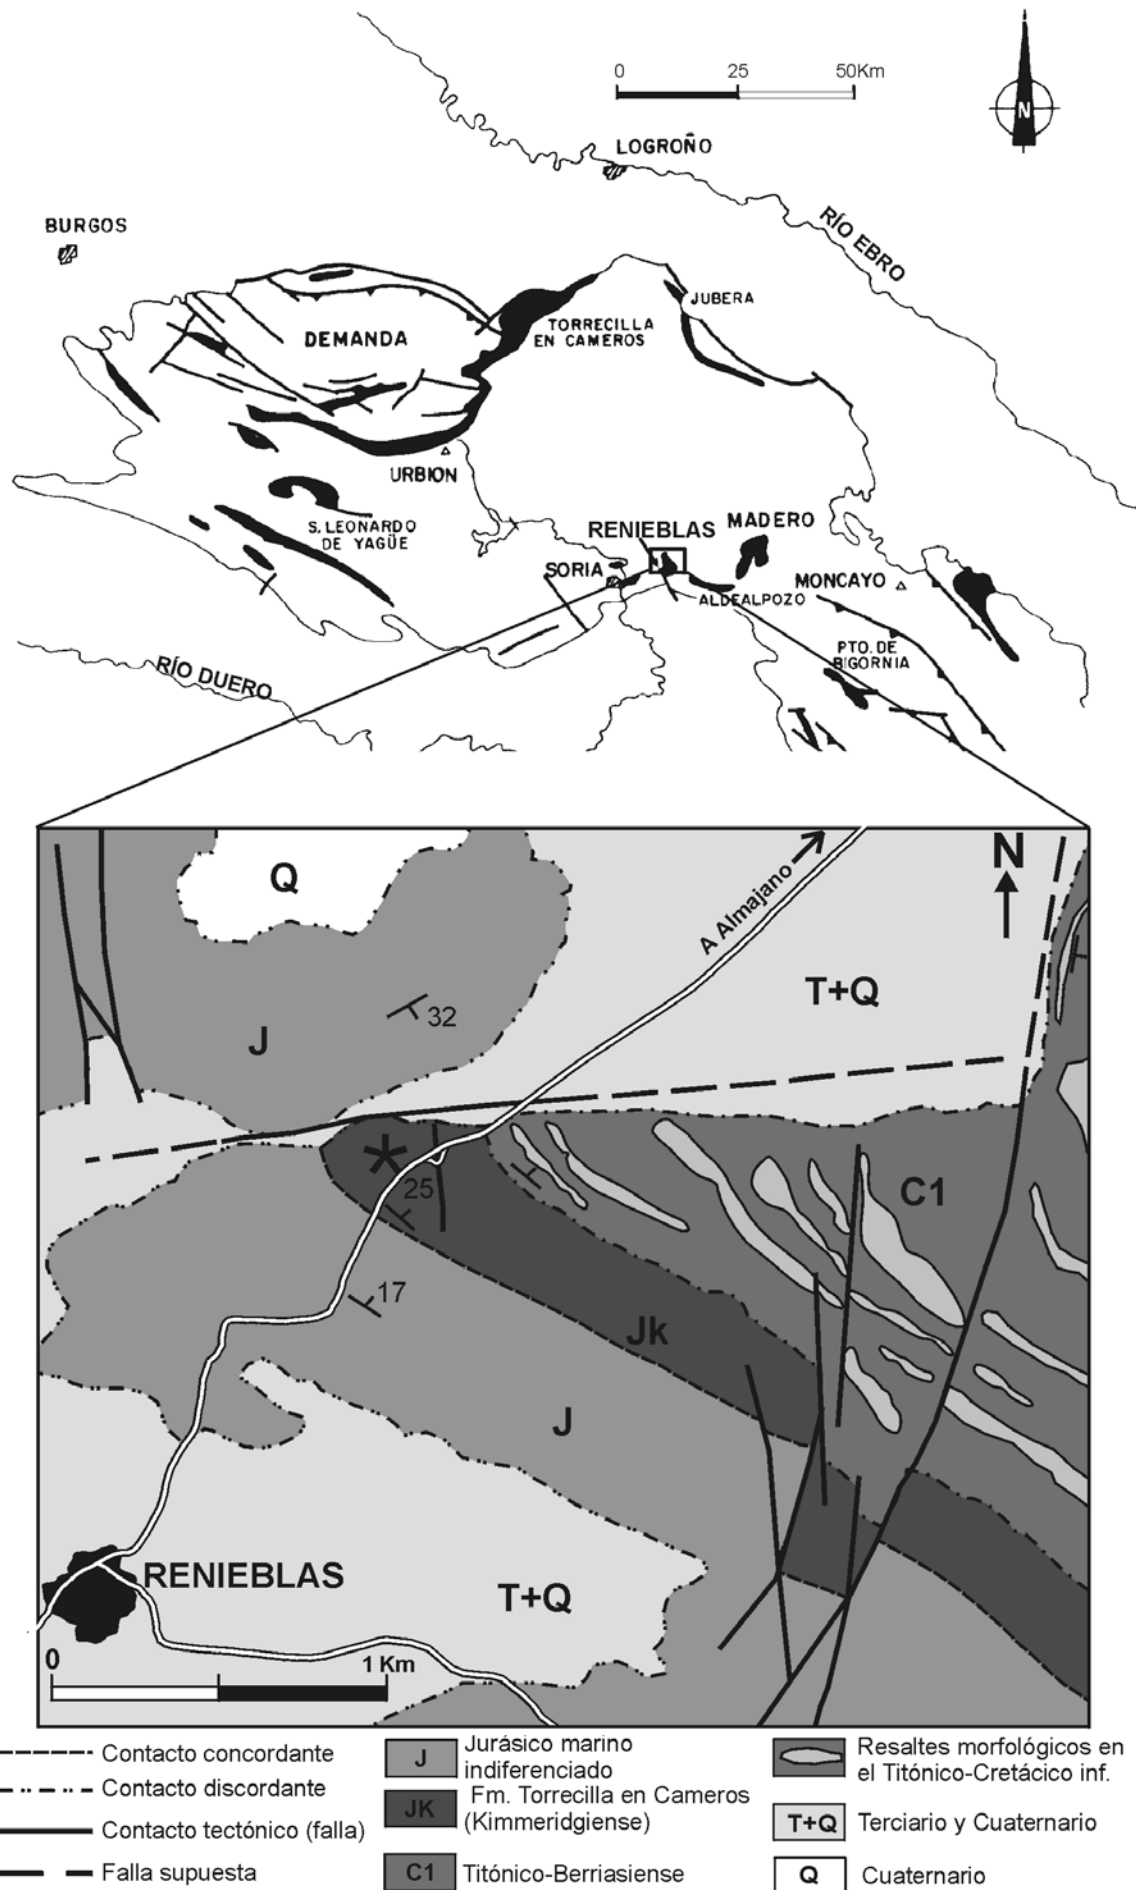 0 25 50Km
N
LOGROÑO
RÍO EBRO
BURGOS
JUBERA
TORRECILLA
EN CAMEROS
DEMANDA
URBION
S. LEONARDO
DE YAGÜE
RENIEBLAS
MADERO
SORIA
MONCAYO
ALDEALPOZO
PTO. DE
BIGORNIA
RÍO DUERO
Q
N
A Almajano
T+Q
32
J
C1
25
17
Jk
J
RENIEBLAS
T+Q
0 1 Km
Contacto concordante
Contacto discordante
Contacto tectónico (falla)
Falla supuesta
J Jurásico marino
indiferenciado
JK Fm. Torrecilla en Cameros
(Kimmeridgiense)
C1 Titónico-Berriasiense
Resaltes morfológicos en
el Titónico-Cretácico inf.
T+Q Terciario y Cuaternario
Q Cuaternario